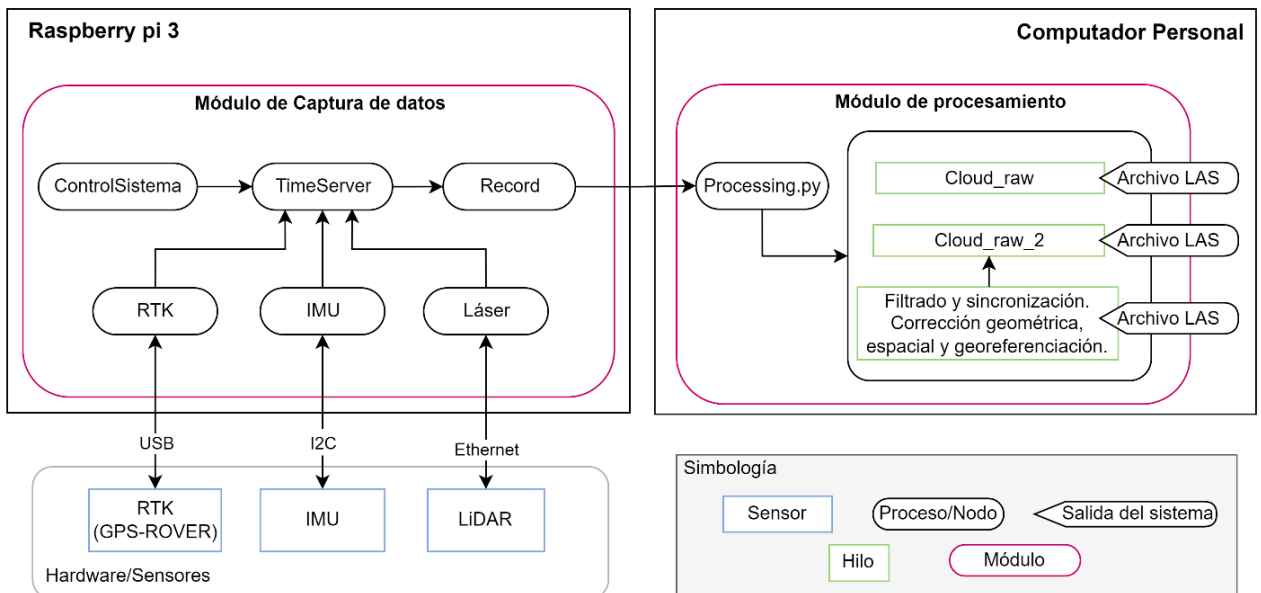 Raspberry pi 3
Módulo de Captura de datos
ControlSistema
TimeServer
Record
RTK
IMU
Láser
USB
I2C
Ethernet
RTK
(GPS-ROVER)
IMU
LiDAR
Hardware/Sensores
Computador Personal
Módulo de procesamiento
Processing.py
Cloud_raw
Archivo LAS
Cloud_raw_2
Archivo LAS
Filtrado y sincronización.
Corrección geométrica,
espacial y georeferenciación.
Archivo LAS
Simbología
Sensor
Proceso/Nodo
Salida del sistema
Hilo
Módulo